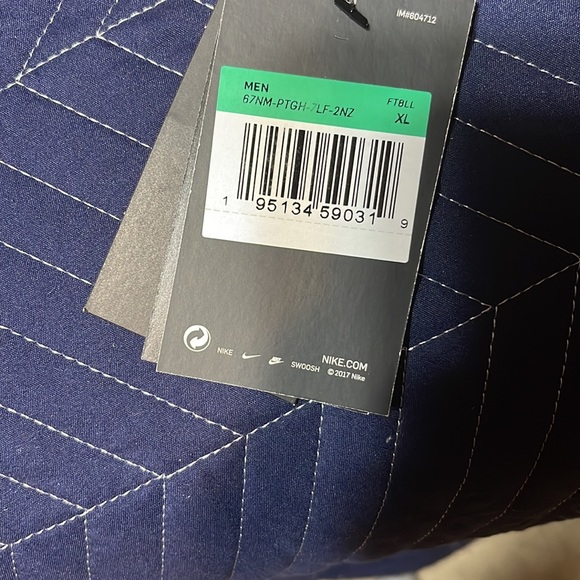 IM#604712
MEN FTBLL
67NM-PTGH-7LF-2NZ XL
1 95134 59031 9
NIKE SWOOSH NIKE.COM
© 2017 Nike